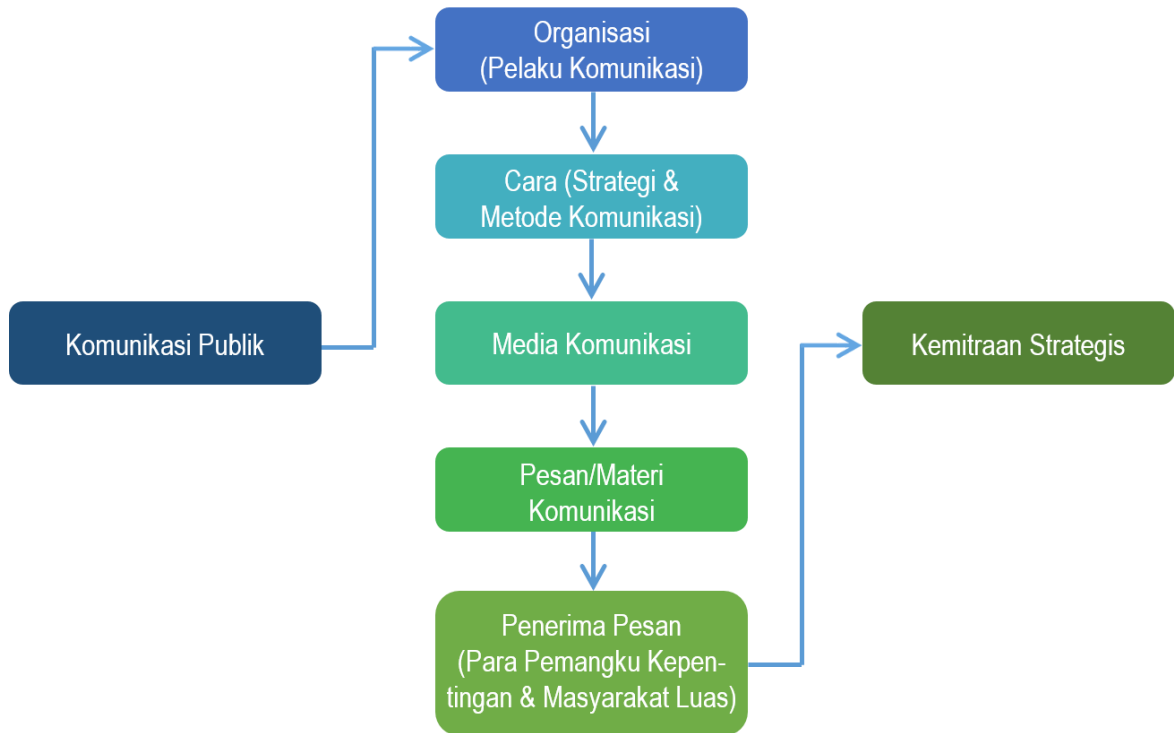 Komunikasi Publik
Organisasi
(Pelaku Komunikasi)
Cara (Strategi &
Metode Komunikasi)
Media Komunikasi
Pesan/Materi
Komunikasi
Penerima Pesan
(Para Pemangku Kepen-
tingan & Masyarakat Luas)
Kemitraan Strategis